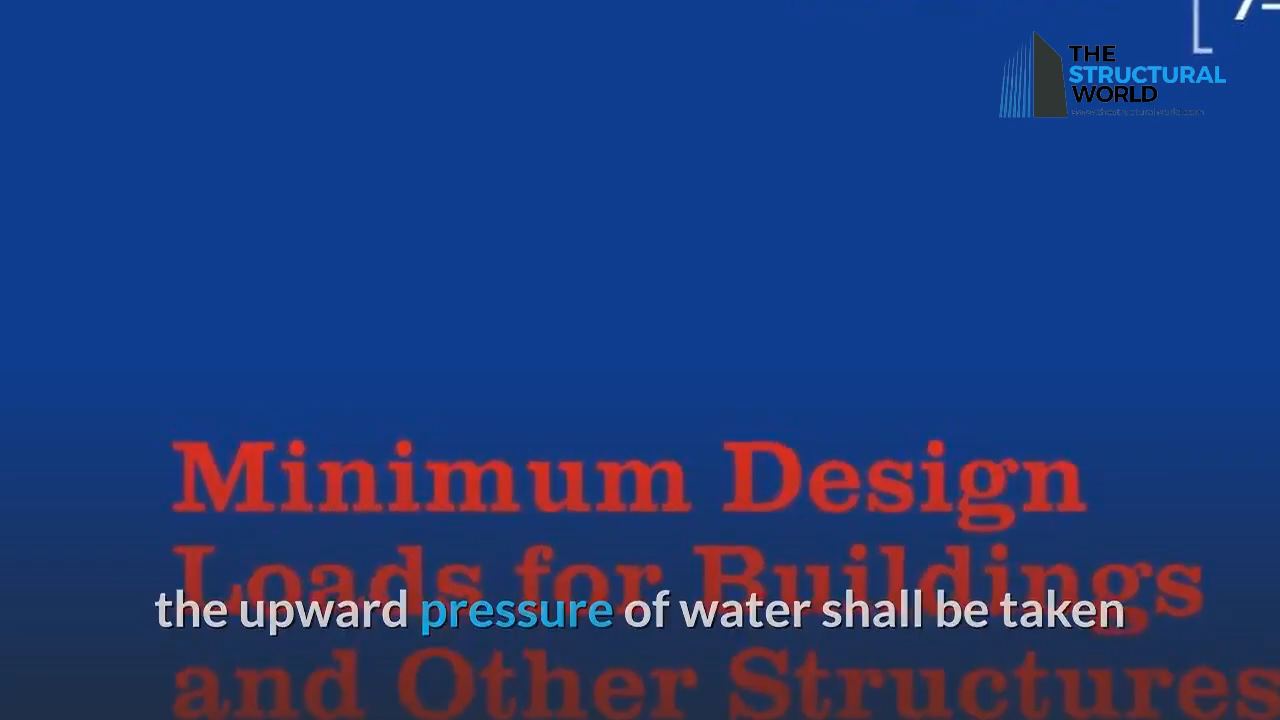 7-
THE
STRUCTURAL
WORLD
Minimum Design
Loads for Buildings
the upward pressure of water shall be taken
and Other Structures